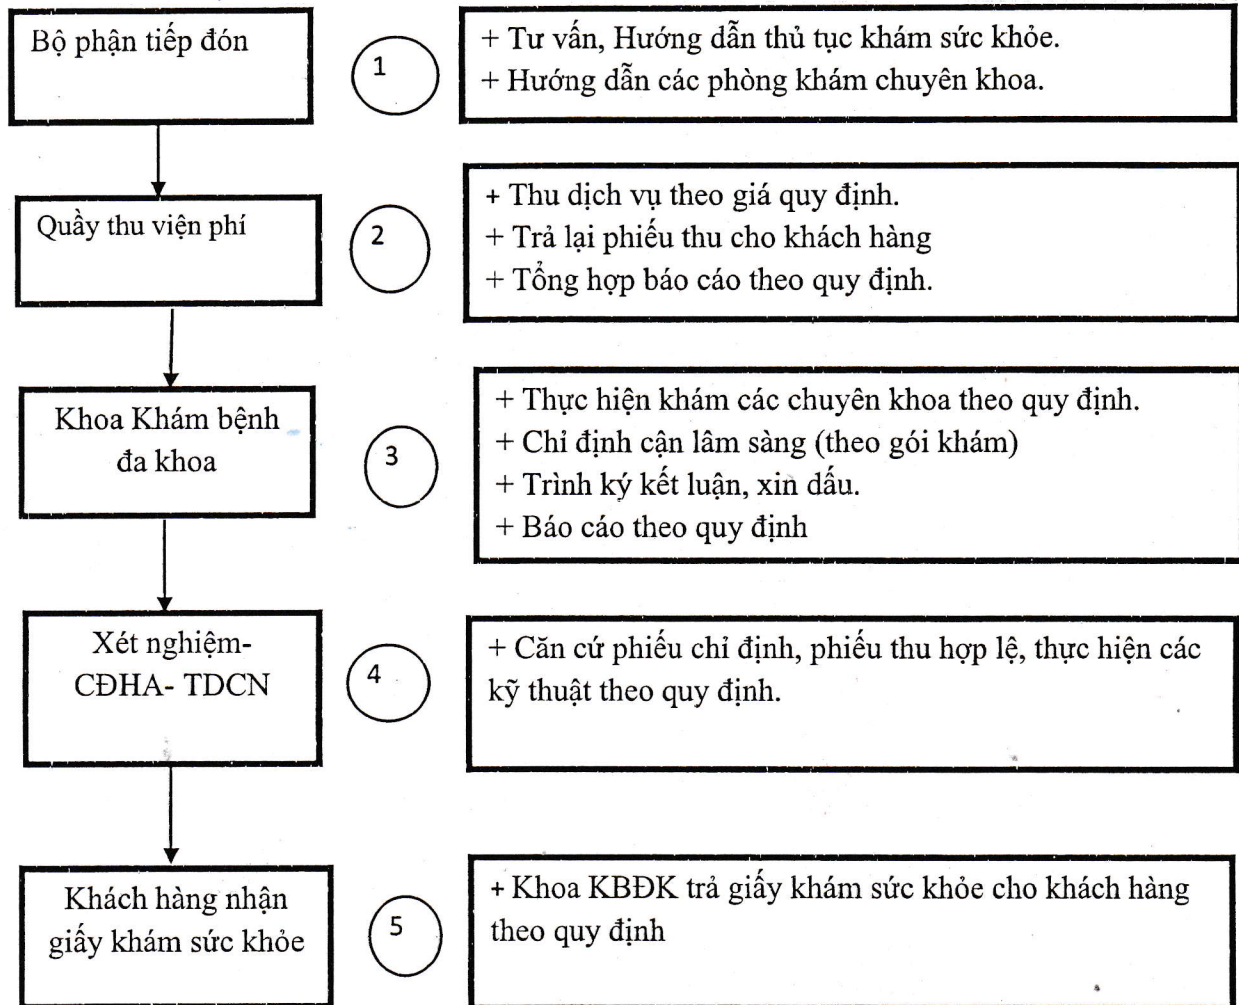 Bộ phận tiếp đón
1
+ Tư vấn, Hướng dẫn thủ tục khám sức khỏe.
+ Hướng dẫn các phòng khám chuyên khoa.
Quầy thu viện phí
2
+ Thu dịch vụ theo giá quy định.
+ Trả lại phiếu thu cho khách hàng
+ Tổng hợp báo cáo theo quy định.
Khoa Khám bệnh
đa khoa
3
+ Thực hiện khám các chuyên khoa theo quy định.
+ Chỉ định cận lâm sàng (theo gói khám)
+ Trình ký kết luận, xin dấu.
+ Báo cáo theo quy định
Xét nghiệm-
CĐHA- TDCN
4
+ Căn cứ phiếu chỉ định, phiếu thu hợp lệ, thực hiện các
kỹ thuật theo quy định.
Khách hàng nhận
giấy khám sức khỏe
5
+ Khoa KBĐK trả giấy khám sức khỏe cho khách hàng
theo quy định